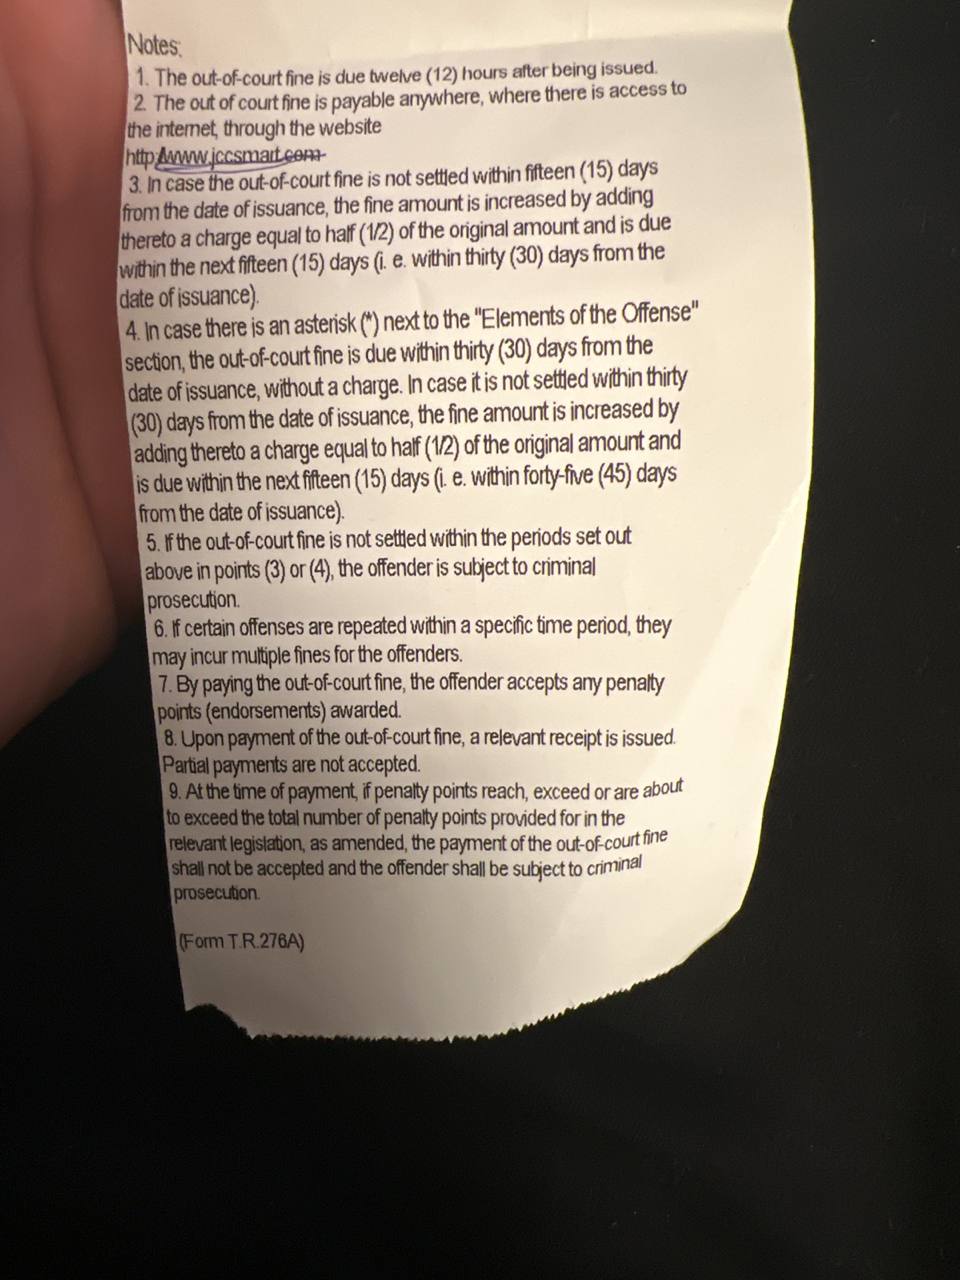 Notes:
1. The out-of-court fine is due twelve (12) hours after being issued.
2. The out of court fine is payable anywhere, where there is access to
the internet, through the website
http://www.jccsmart.com
3. In case the out-of-court fine is not settled within fifteen (15) days
from the date of issuance, the fine amount is increased by adding
thereto a charge equal to half (1/2) of the original amount and is due
within the next fifteen (15) days (i. e. within thirty (30) days from the
date of issuance).
4. In case there is an asterisk (*) next to the "Elements of the Offense"
section, the out-of-court fine is due within thirty (30) days from the
date of issuance, without a charge. In case it is not settled within thirty
(30) days from the date of issuance, the fine amount is increased by
adding thereto a charge equal to half (1/2) of the original amount and
is due within the next fifteen (15) days (i. e. within forty-five (45) days
from the date of issuance).
5. If the out-of-court fine is not settled within the periods set out
above in points (3) or (4), the offender is subject to criminal
prosecution.
6. If certain offenses are repeated within a specific time period, they
may incur multiple fines for the offenders.
7. By paying the out-of-court fine, the offender accepts any penalty
points (endorsements) awarded.
8. Upon payment of the out-of-court fine, a relevant receipt is issued.
Partial payments are not accepted.
9. At the time of payment, if penalty points reach, exceed or are about
to exceed the total number of penalty points provided for in the
relevant legislation, as amended, the payment of the out-of-court fine
shall not be accepted and the offender shall be subject to criminal
prosecution.
(Form T.R.276A)